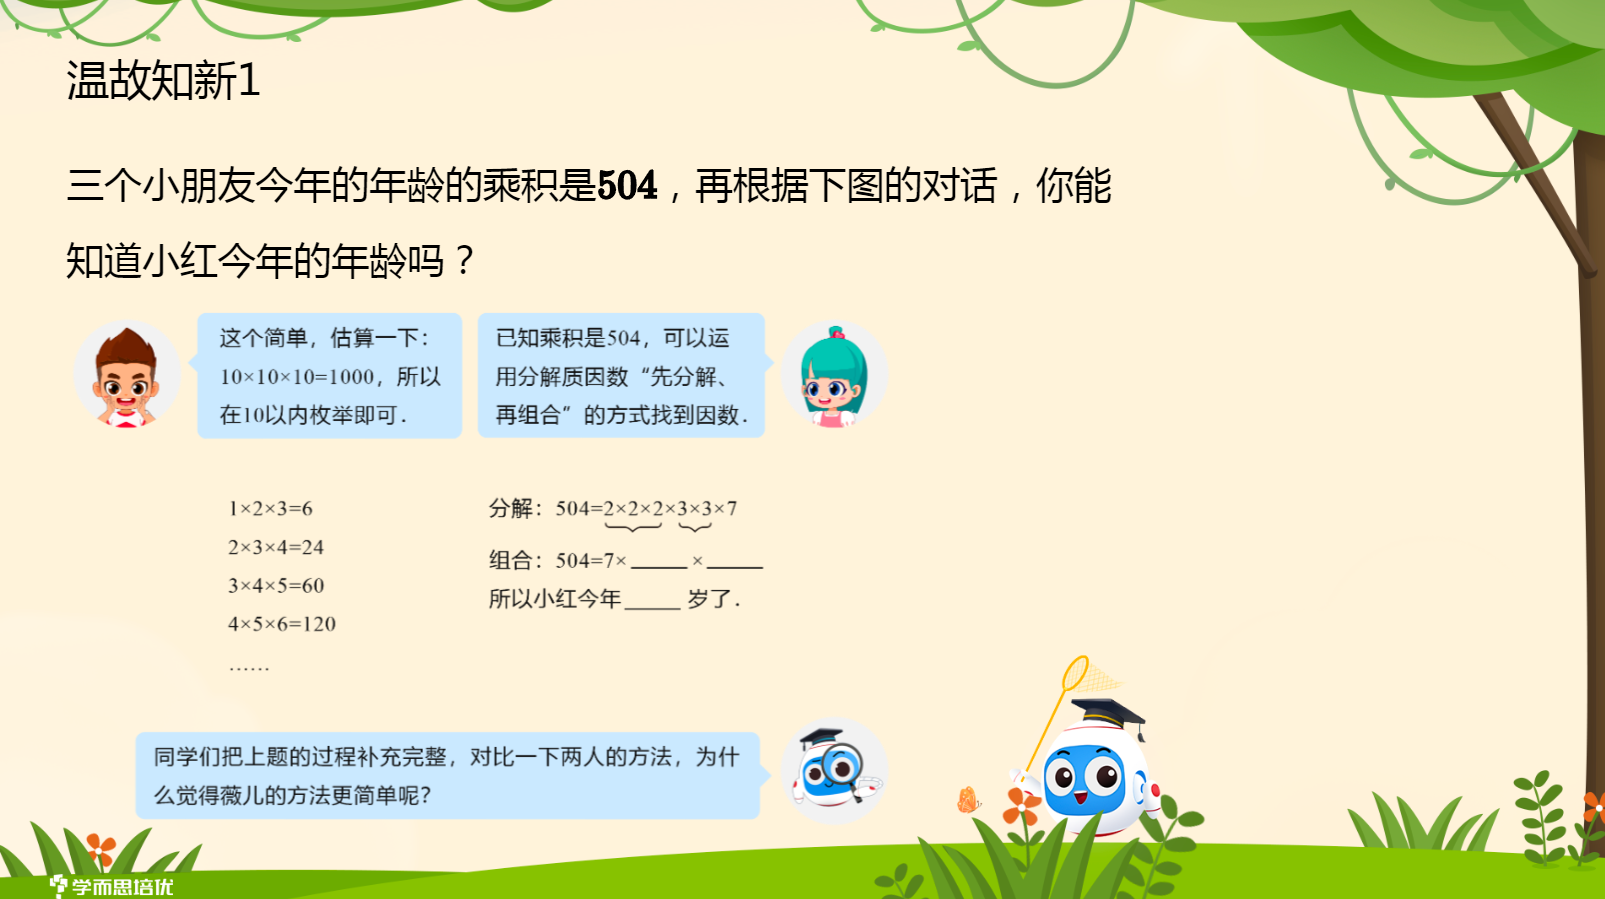 温故知新1
三个小朋友今年的年龄的乘积是504，再根据下图的对话，你能
知道小红今年的年龄吗？
这个简单，估算一下：
10×10×10=1000，所以
在10以内枚举即可．
已知乘积是504，可以运
用分解质因数“先分解、
再组合”的方式找到因数．
1×2×3=6
2×3×4=24
3×4×5=60
4×5×6=120
……
分解：504=2×2×2×3×3×7
组合：504=7×_____×_____
所以小红今年_____岁了．
同学们把上题的过程补充完整，对比一下两人的方法，为什
么觉得薇儿的方法更简单呢？
学而思培优